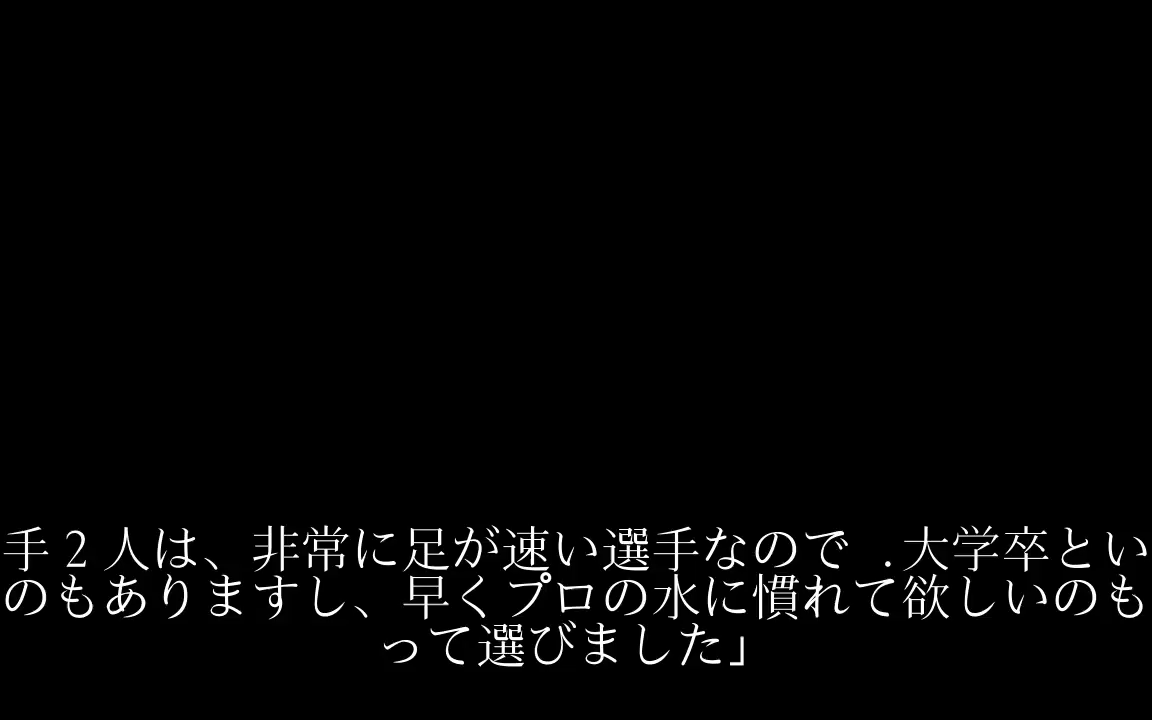 手２人は、非常に足が速い選手なので．大学卒とい
のもありますし、早くプロの水に慣れて欲しいのも
って選びました」